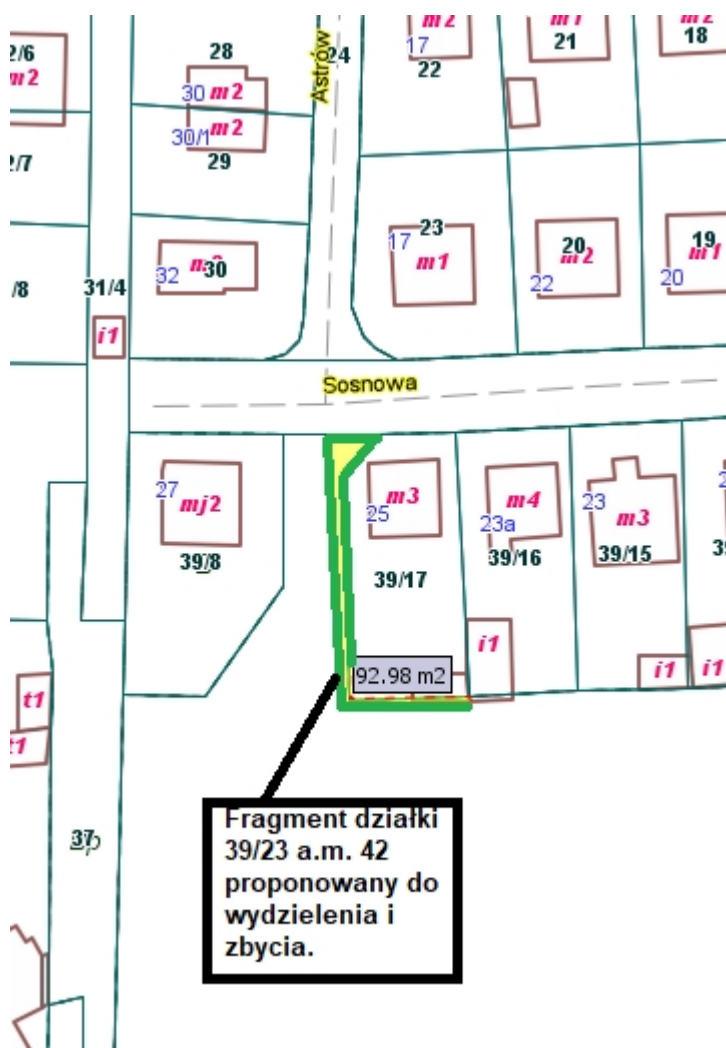 m2
m1
m2
17
22
21
18
2/6
m2
28
24
Astrów
30
m2
30/1
m2
29
2/7
32
30
17
23
m1
20
m2
22
19
m1
20
/8
31/4
i1
Sosnowa
27
mj2
39/8
m3
25
39/17
m4
23a
39/16
23
m3
39/15
i1
i1
i1
t1
92.98 m2
37
Fragment działki
39/23 a.m. 42
proponowany do
wydzielenia i
zbycia.